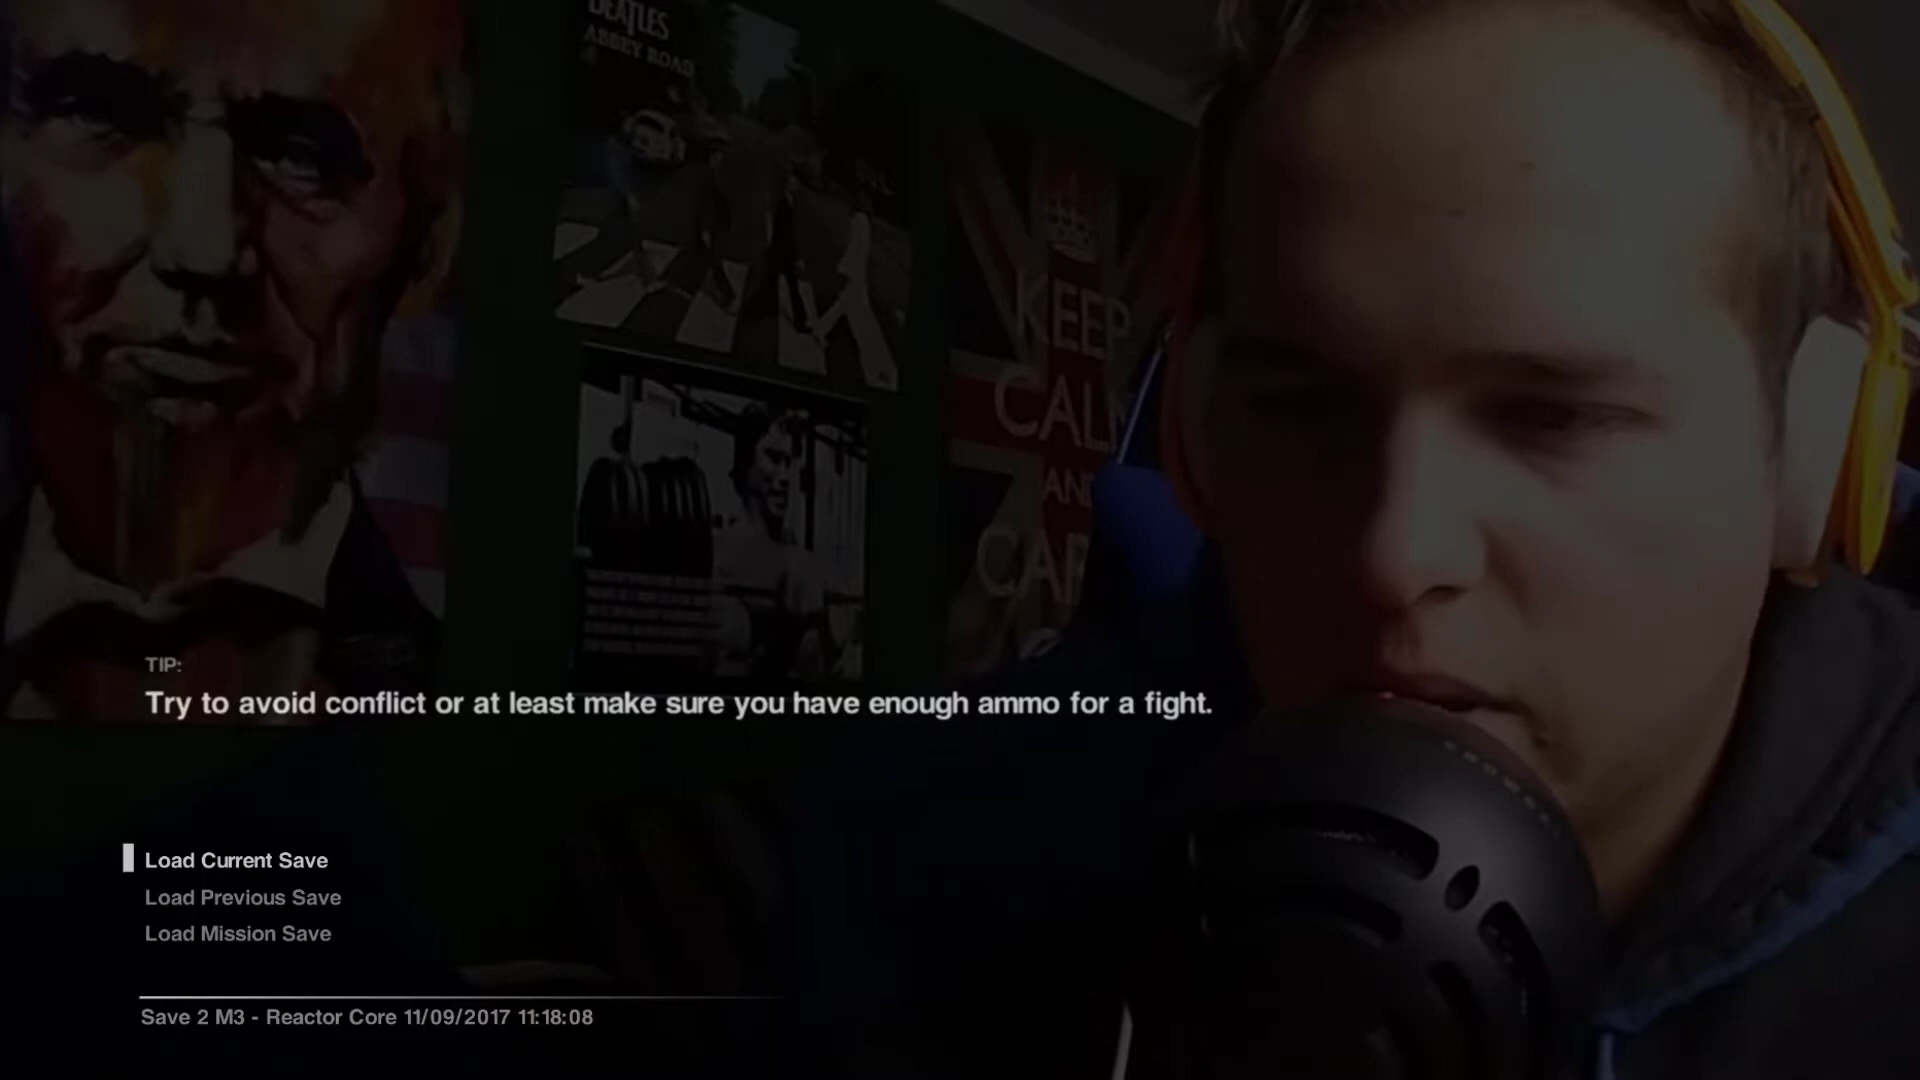 BEATLES
ABBEY ROAD
KEEP
CAL
AND
CAR
TIP:
Try to avoid conflict or at least make sure you have enough ammo for a fight.
Load Current Save
Load Previous Save
Load Mission Save
Save 2 M3 - Reactor Core 11/09/2017 11:18:08